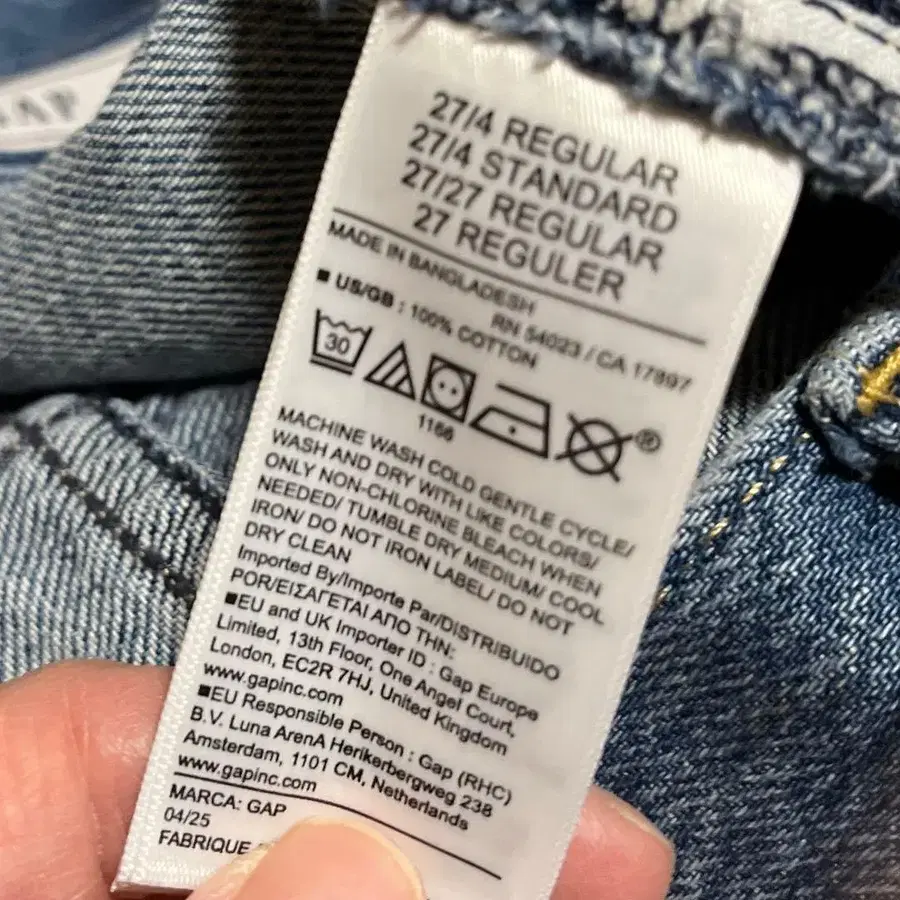 GAP
27/4 REGULAR
27/4 STANDARD
27/27 REGULAR
27 REGULER
MADE IN BANGLADESH
RN 54023 / CA 17897
■ US/GB : 100% COTTON
30
1166
®
MACHINE WASH COLD GENTLE CYCLE/
WASH AND DRY WITH LIKE COLORS/
ONLY NON-CHLORINE BLEACH WHEN
NEEDED/ TUMBLE DRY MEDIUM/ COOL
IRON/ DO NOT IRON LABEL/ DO NOT
DRY CLEAN
Imported By/Importe Par/DISTRIBUIDO
POR/ΕΙΣΑΓΕΤΑΙ ΑΠΟ ΤΗΝ:
■EU and UK Importer ID : Gap Europe
Limited, 13th Floor, One Angel Court,
London, EC2R 7HJ, United Kingdom
www.gapinc.com
■EU Responsible Person : Gap (RHC)
B.V. Luna ArenA Herikerbergweg 238
Amsterdam, 1101 CM, Netherlands
www.gapinc.com
MARCA: GAP
04/25
FABRIQUE